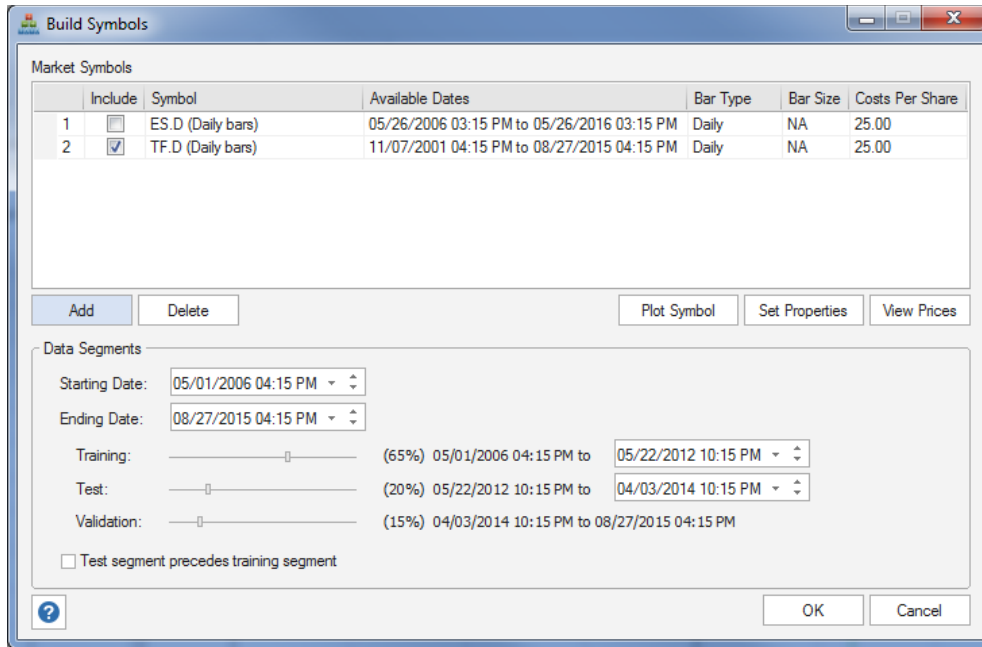 Build Symbols
Market Symbols
Include Symbol Available Dates Bar Type Bar Size Costs Per Share
1 ES.D (Daily bars) 05/26/2006 03:15 PM to 05/26/2016 03:15 PM Daily NA 25.00
2 TF.D (Daily bars) 11/07/2001 04:15 PM to 08/27/2015 04:15 PM Daily NA 25.00
Add Delete Plot Symbol Set Properties View Prices
Data Segments
Starting Date: 05/01/2006 04:15 PM
Ending Date: 08/27/2015 04:15 PM
Training: (65%) 05/01/2006 04:15 PM to 05/22/2012 10:15 PM
Test: (20%) 05/22/2012 10:15 PM to 04/03/2014 10:15 PM
Validation: (15%) 04/03/2014 10:15 PM to 08/27/2015 04:15 PM
Test segment precedes training segment
? OK Cancel